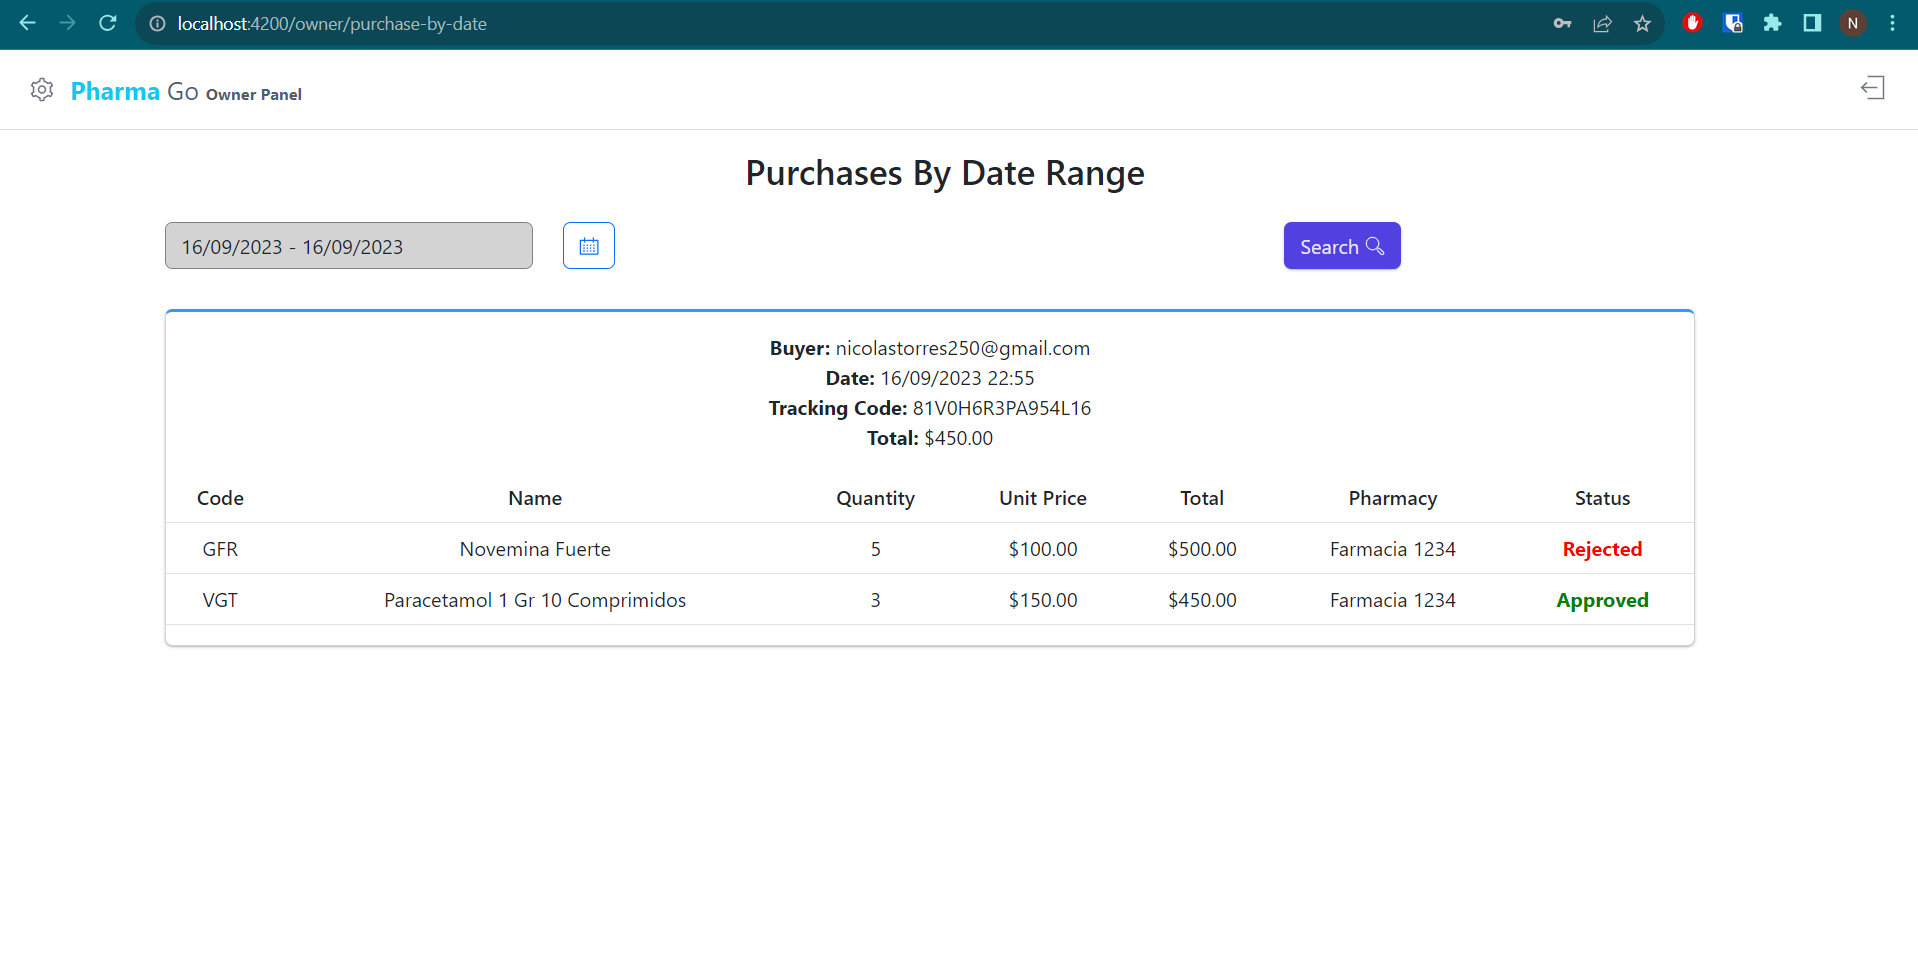 localhost:4200/owner/purchase-by-date
N
Pharma Go Owner Panel
Purchases By Date Range
16/09/2023 - 16/09/2023
Search
Buyer: nicolastorres250@gmail.com
Date: 16/09/2023 22:55
Tracking Code: 81V0H6R3PA954L16
Total: $450.00
Code Name Quantity Unit Price Total Pharmacy Status
GFR Novemina Fuerte 5 $100.00 $500.00 Farmacia 1234 Rejected
VGT Paracetamol 1 Gr 10 Comprimidos 3 $150.00 $450.00 Farmacia 1234 Approved